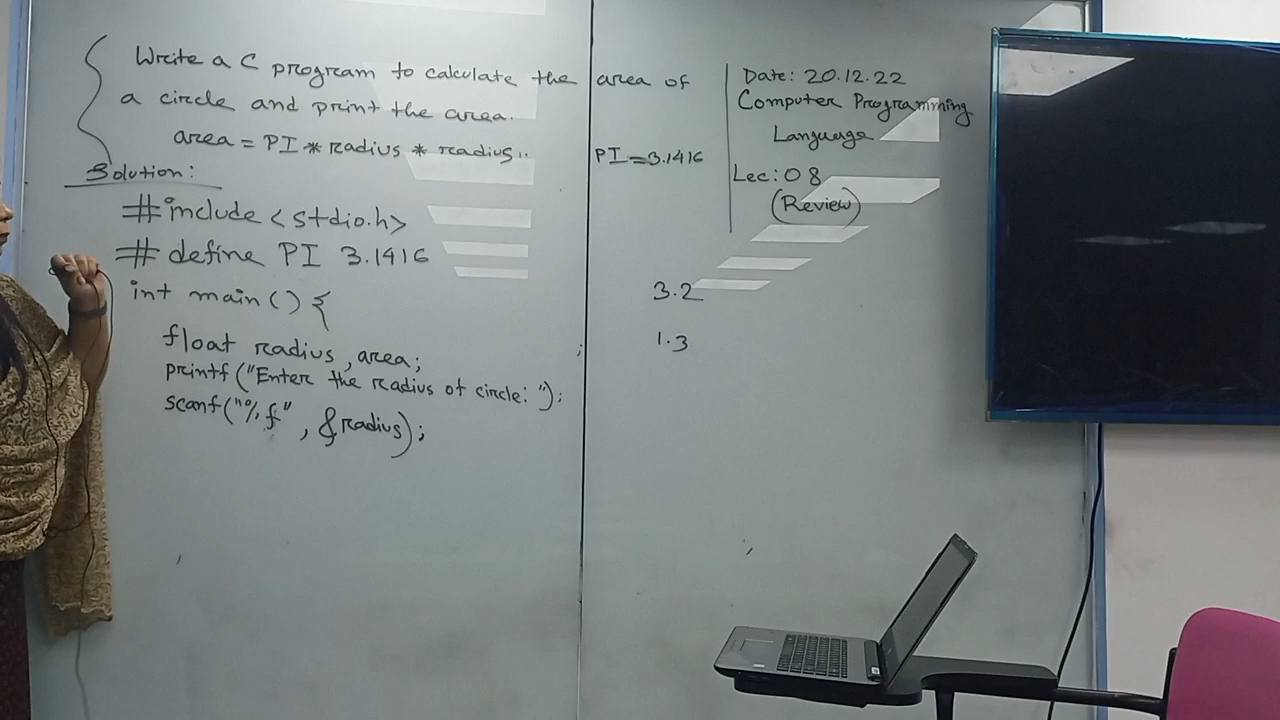 Write a C program to calculate the area of
a circle and print the area.
area = PI * radius * radius..
PI=3.1416
Solution:
#include <stdio.h>
# define PI 3.1416
int main () {
float radius, area;
printf ("Enter the radius of circle: ");
scanf("%f", &radius);
Date: 20.12.22
Computer Programming
Language
Lec: 08
(Review)
3.2
1.3